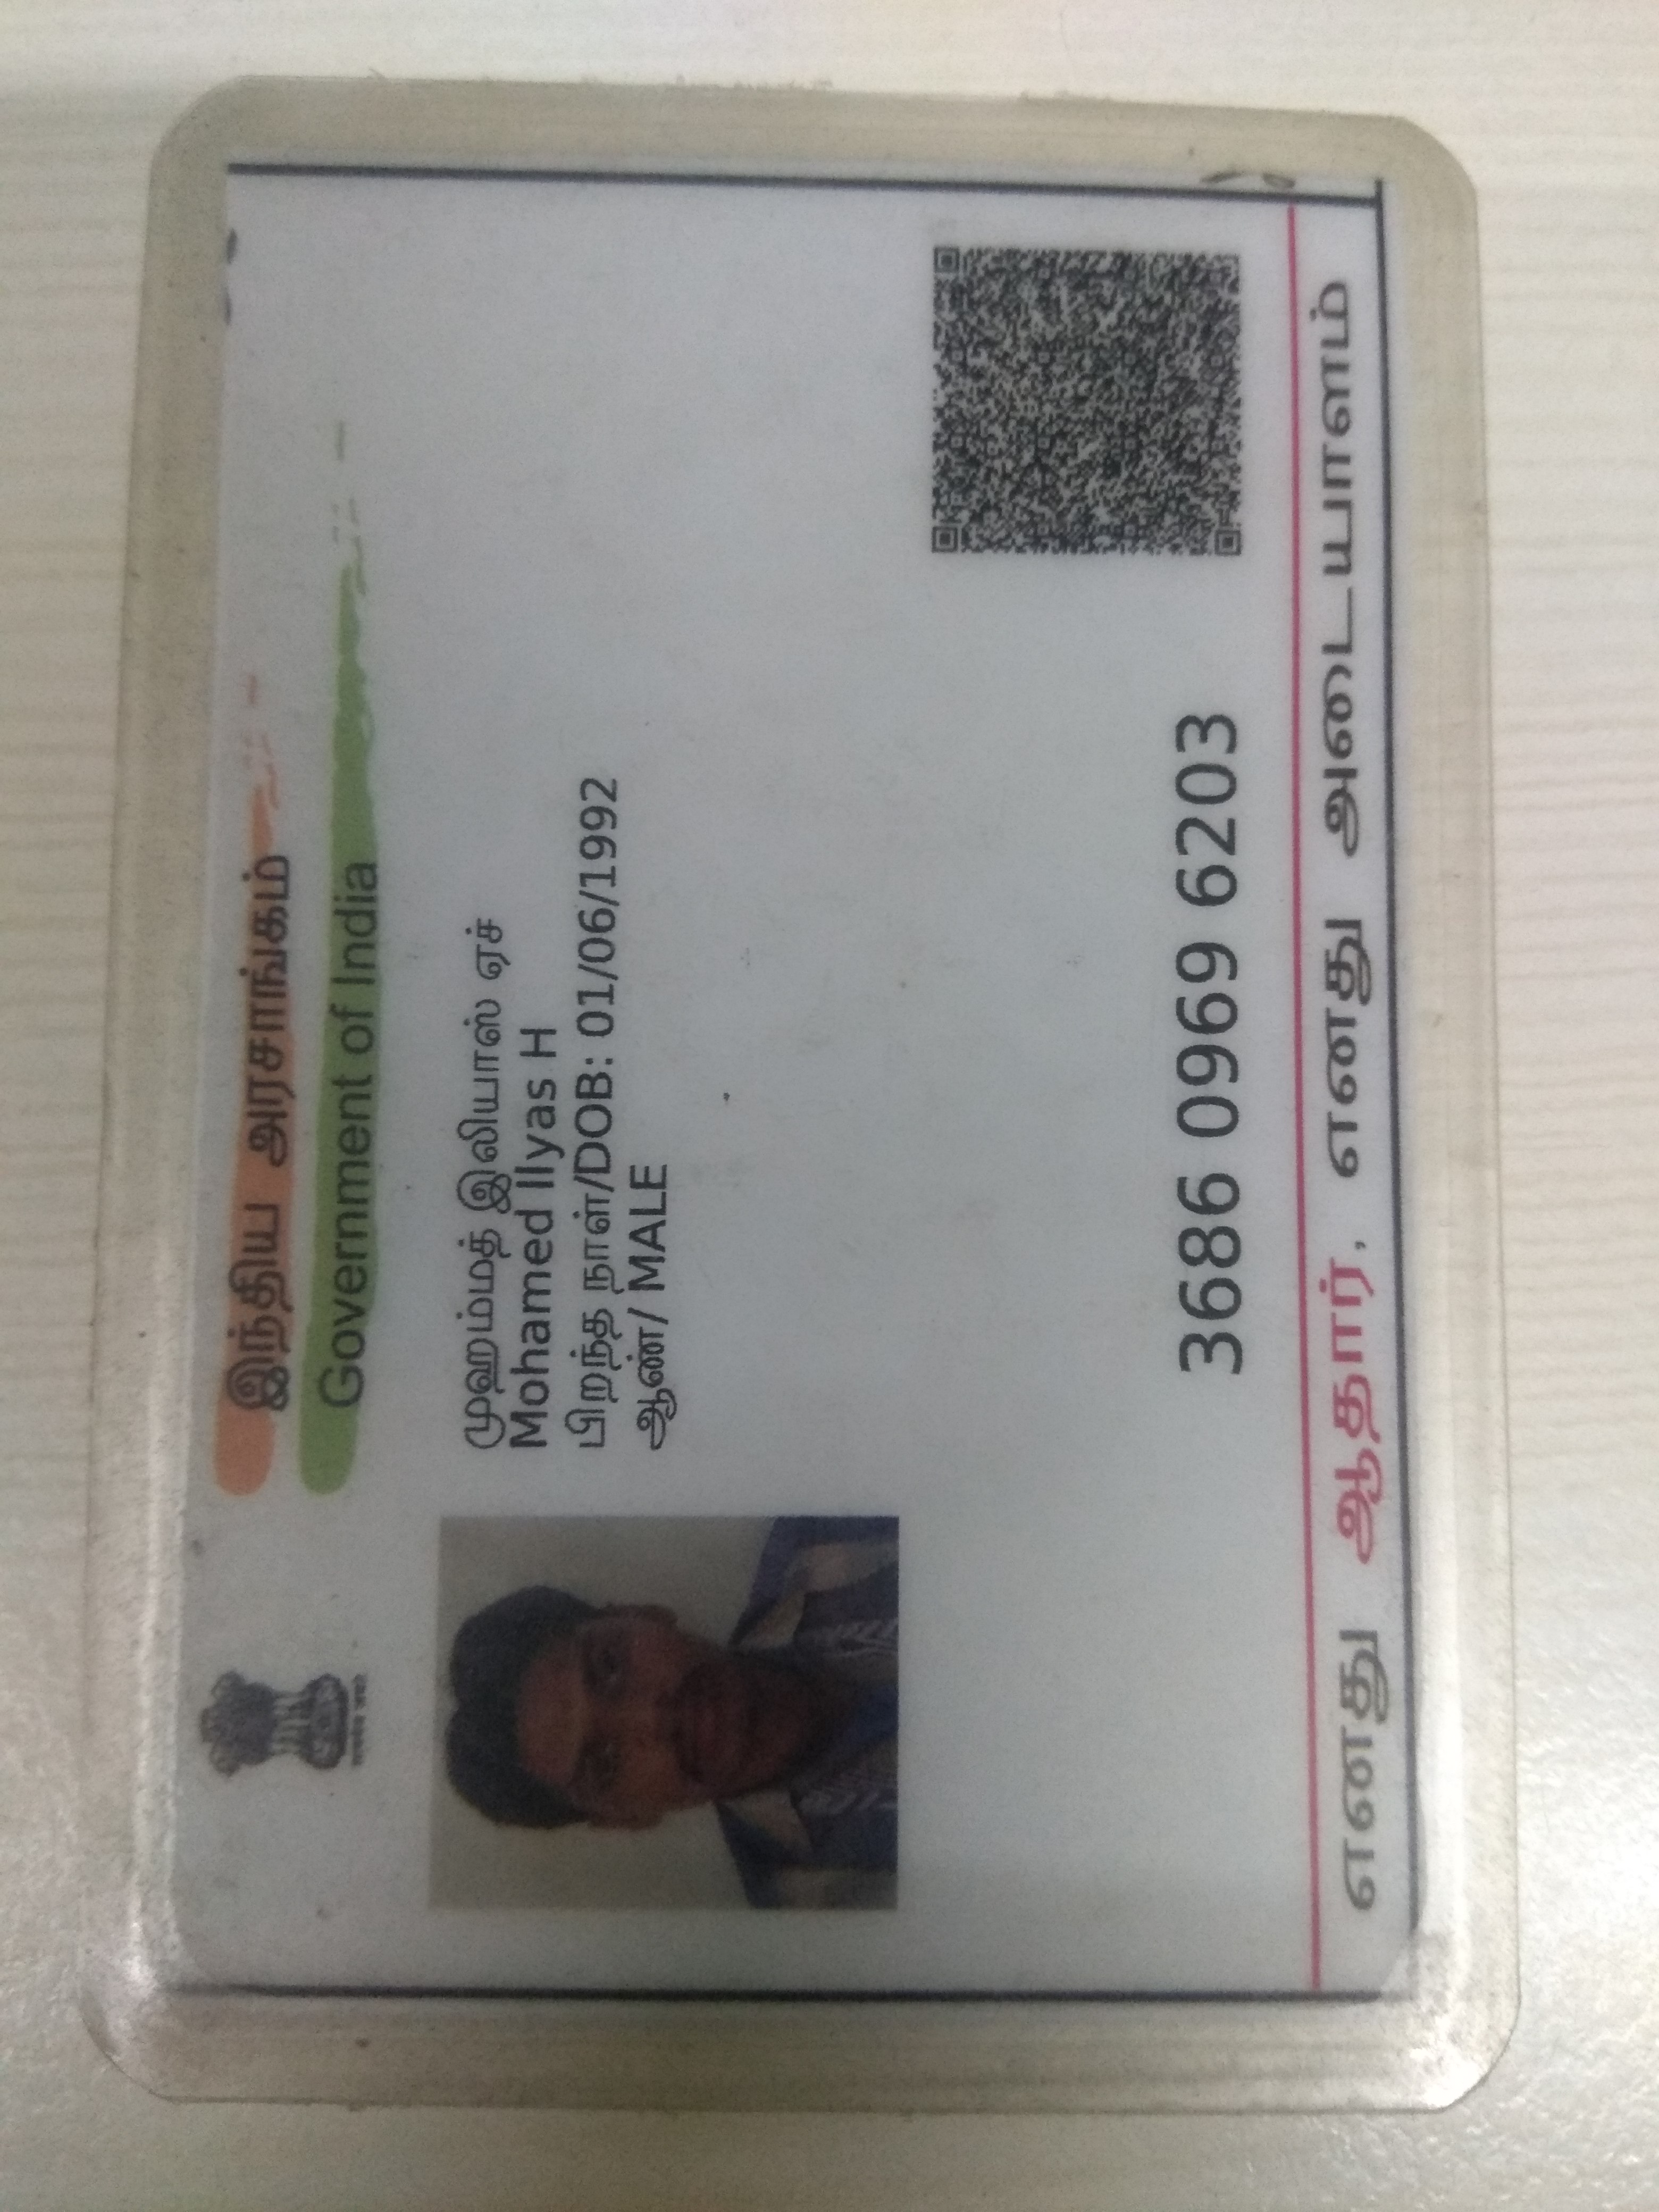 இந்திய அரசாங்கம்
Government of India
முஹம்மத் இலியாஸ் ஏச்
Mohamed Ilyas H
பிறந்த நாள்/DOB: 01/06/1992
ஆண்/ MALE
3686 0969 6203
எனது ஆதார், எனது அடையாளம்